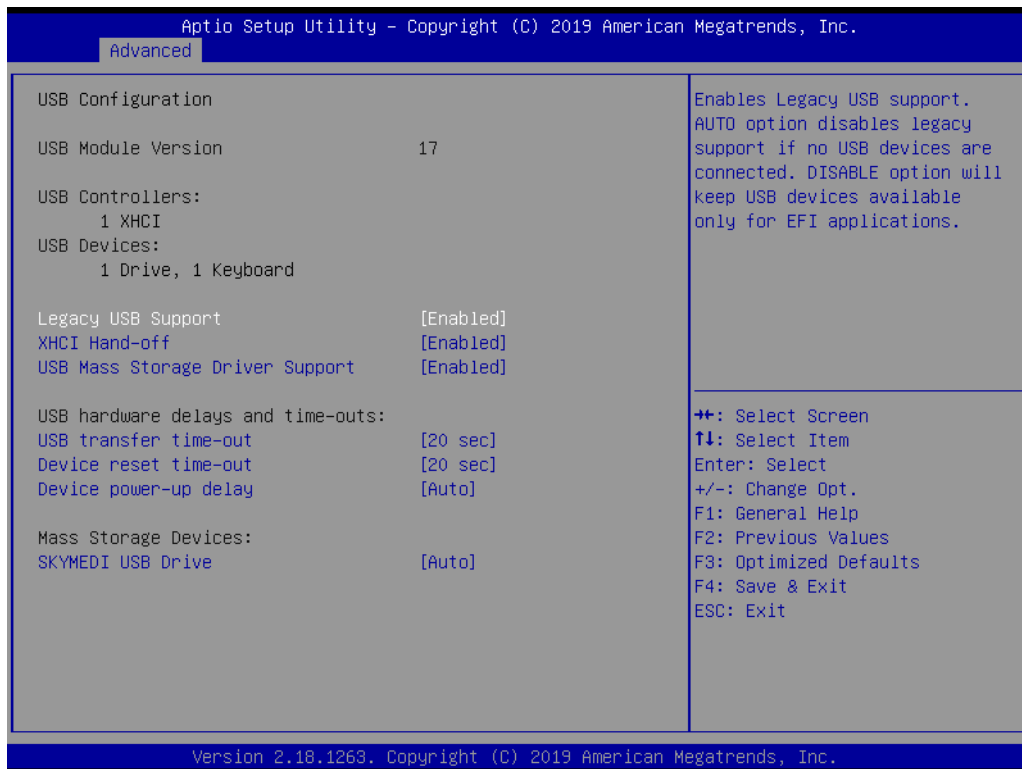 Aptio Setup Utility – Copyright (C) 2019 American Megatrends, Inc.
Advanced
USB Configuration
USB Module Version 17
USB Controllers:
1 XHCI
USB Devices:
1 Drive, 1 Keyboard
Legacy USB Support [Enabled]
XHCI Hand-off [Enabled]
USB Mass Storage Driver Support [Enabled]
USB hardware delays and time-outs:
USB transfer time-out [20 sec]
Device reset time-out [20 sec]
Device power-up delay [Auto]
Mass Storage Devices:
SKYMEDI USB Drive [Auto]
Enables Legacy USB support.
AUTO option disables legacy
support if no USB devices are
connected. DISABLE option will
keep USB devices available
only for EFI applications.
→←: Select Screen
↑↓: Select Item
Enter: Select
+/-: Change Opt.
F1: General Help
F2: Previous Values
F3: Optimized Defaults
F4: Save & Exit
ESC: Exit
Version 2.18.1263. Copyright (C) 2019 American Megatrends, Inc.